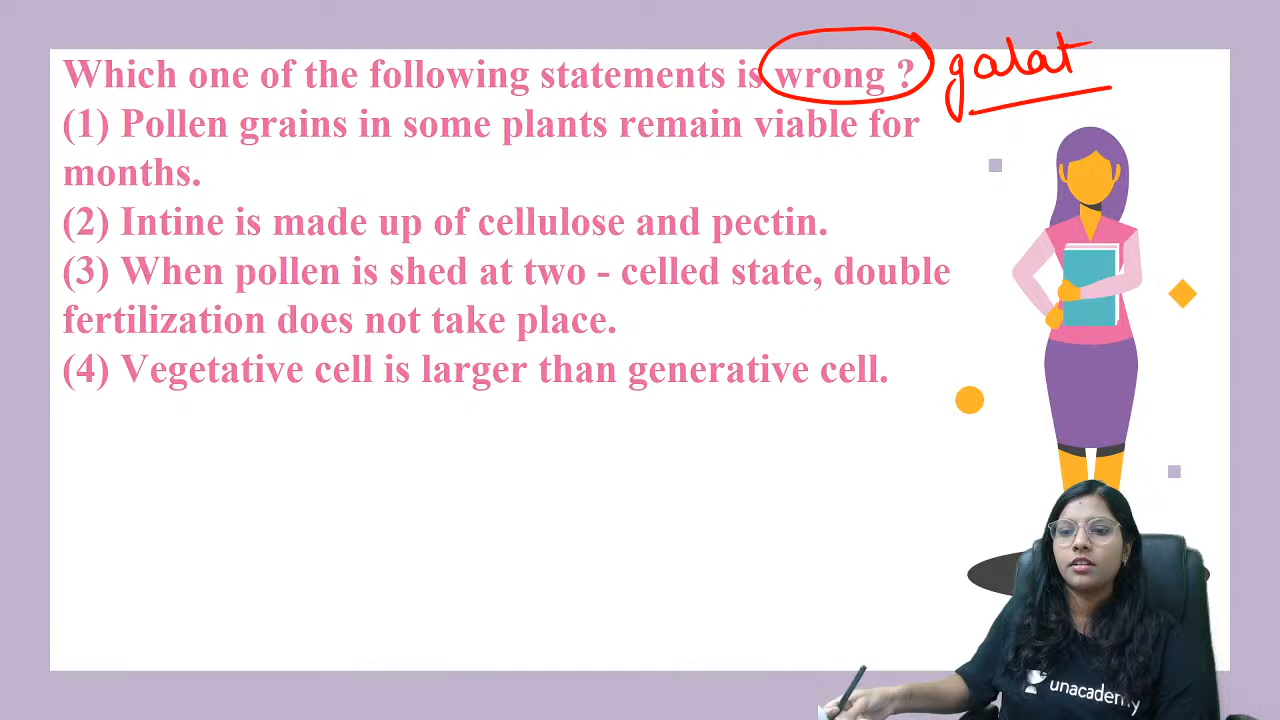 Which one of the following statements is wrong ? galat
(1) Pollen grains in some plants remain viable for
months.
(2) Intine is made up of cellulose and pectin.
(3) When pollen is shed at two - celled state, double
fertilization does not take place.
(4) Vegetative cell is larger than generative cell.
unacademy